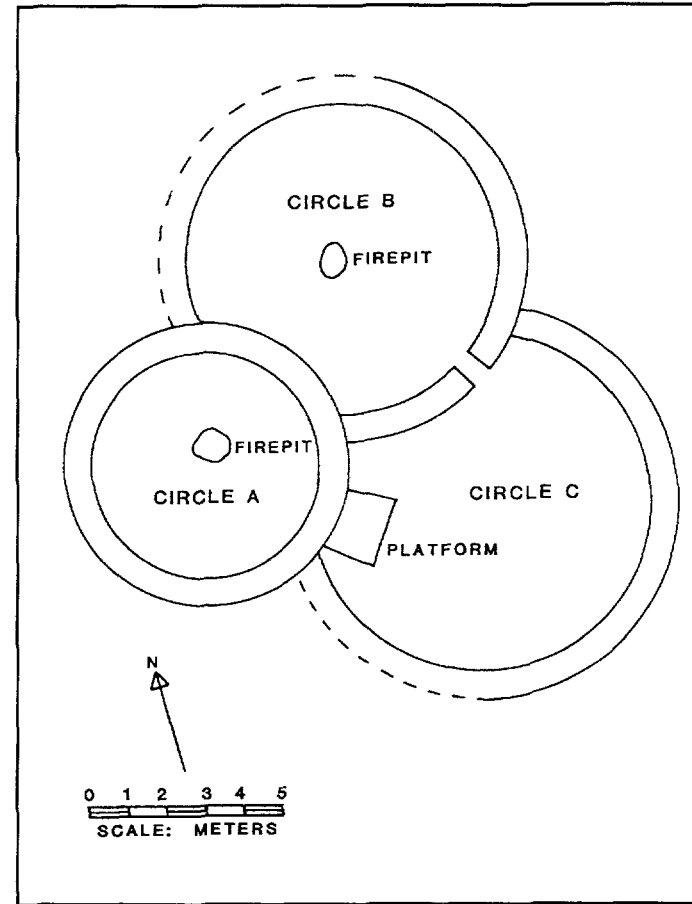 CIRCLE B
FIREPIT
FIREPIT
CIRCLE A
CIRCLE C
PLATFORM
N
0 1 2 3 4 5
SCALE: METERS